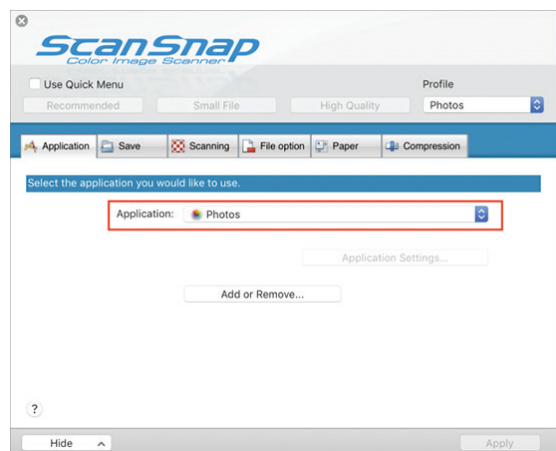 ScanSnap
Color Image Scanner
Use Quick Menu
Profile
Recommended Small File High Quality Photos
Application Save Scanning File option Paper Compression
Select the application you would like to use.
Application: Photos
Application Settings...
Add or Remove...
?
Hide Apply